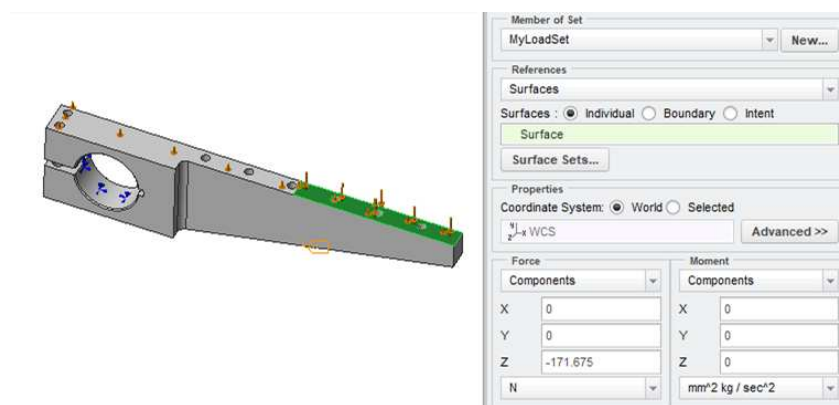 Member of Set
MyLoadSet
New...
References
Surfaces
Surfaces : Individual Boundary Intent
Surface
Surface Sets...
Properties
Coordinate System: World Selected
y z x WCS
Advanced >>
Force Moment
Components Components
X 0 X 0
Y 0 Y 0
Z -171.675 Z 0
N mm^2 kg / sec^2